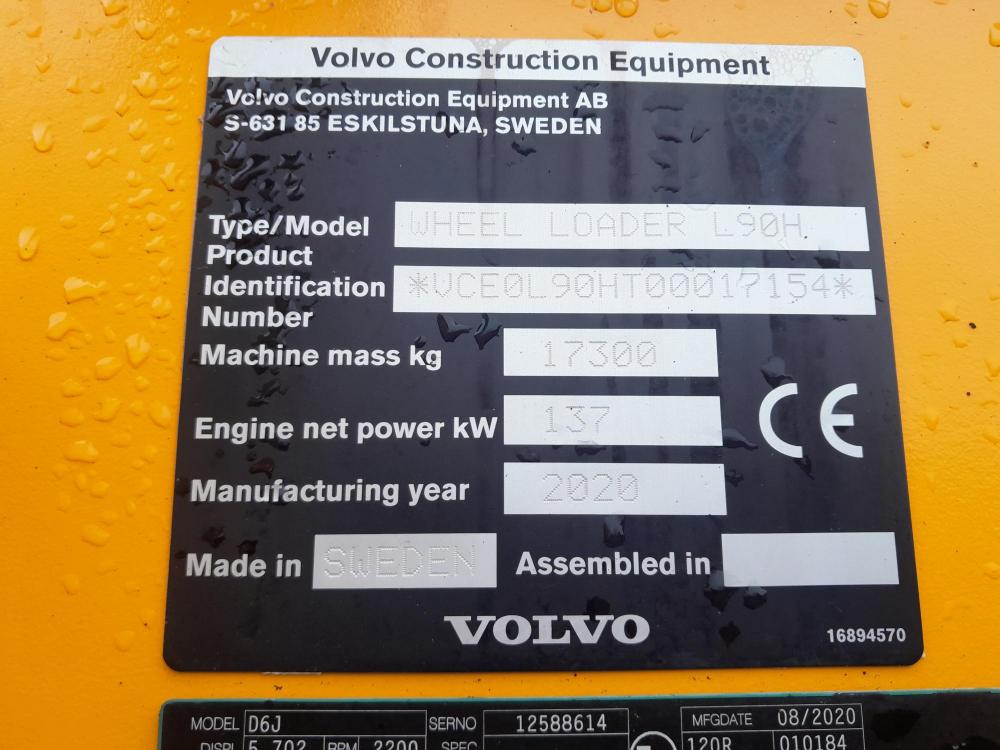 Volvo Construction Equipment
Volvo Construction Equipment AB
S-631 85 ESKILSTUNA, SWEDEN
Type/Model WHEEL LOADER L90H
Product
Identification *VCE0L90HT00017154*
Number
Machine mass kg 17300
Engine net power kW 137
CE
Manufacturing year 2020
Made in SWEDEN Assembled in
VOLVO 16894570
MODEL D6J SERNO 12588614 MFGDATE 08/2020
DISPL 5.702 RPM 2200 SPEC 120R 010184